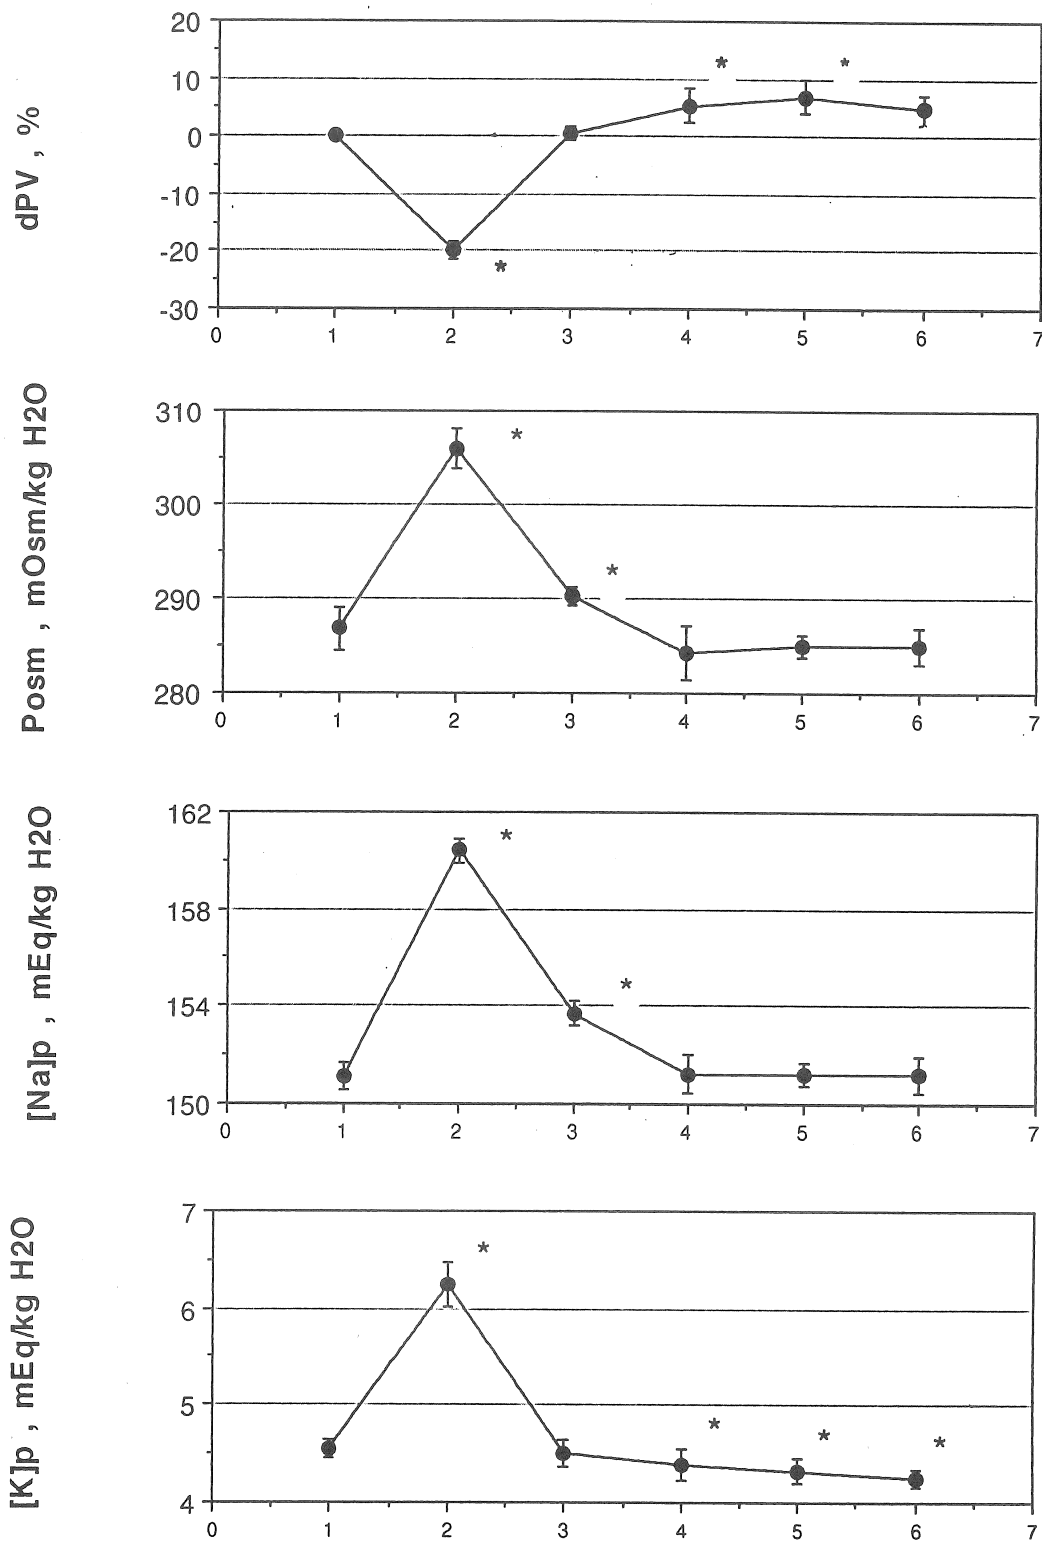 dPV , %
20
10
0
-10
-20
-30
* * *
0 1 2 3 4 5 6 7
Posm , mOsm/kg H2O
310
300
290
280
* *
0 1 2 3 4 5 6 7
[Na]p , mEq/kg H2O
162
158
154
150
* *
0 1 2 3 4 5 6 7
[K]p , mEq/kg H2O
7
6
5
4
* * * *
0 1 2 3 4 5 6 7